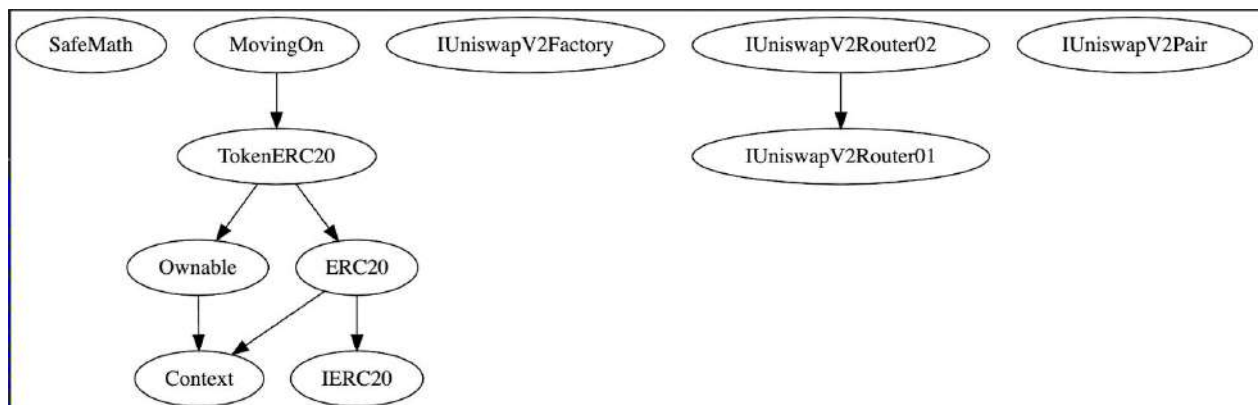 SafeMath
MovingOn
IUniswapV2Factory
IUniswapV2Router02
IUniswapV2Pair
TokenERC20
IUniswapV2Router01
Ownable
ERC20
Context
IERC20